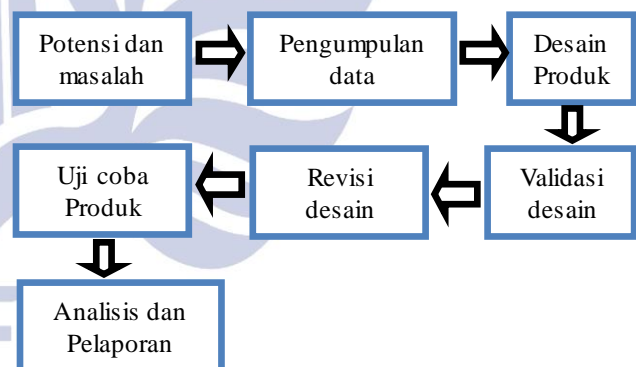 Potensi dan
masalah
Pengumpulan
data
Desain
Produk
Validasi
desain
Revisi
desain
Uji coba
Produk
Analisis dan
Pelaporan